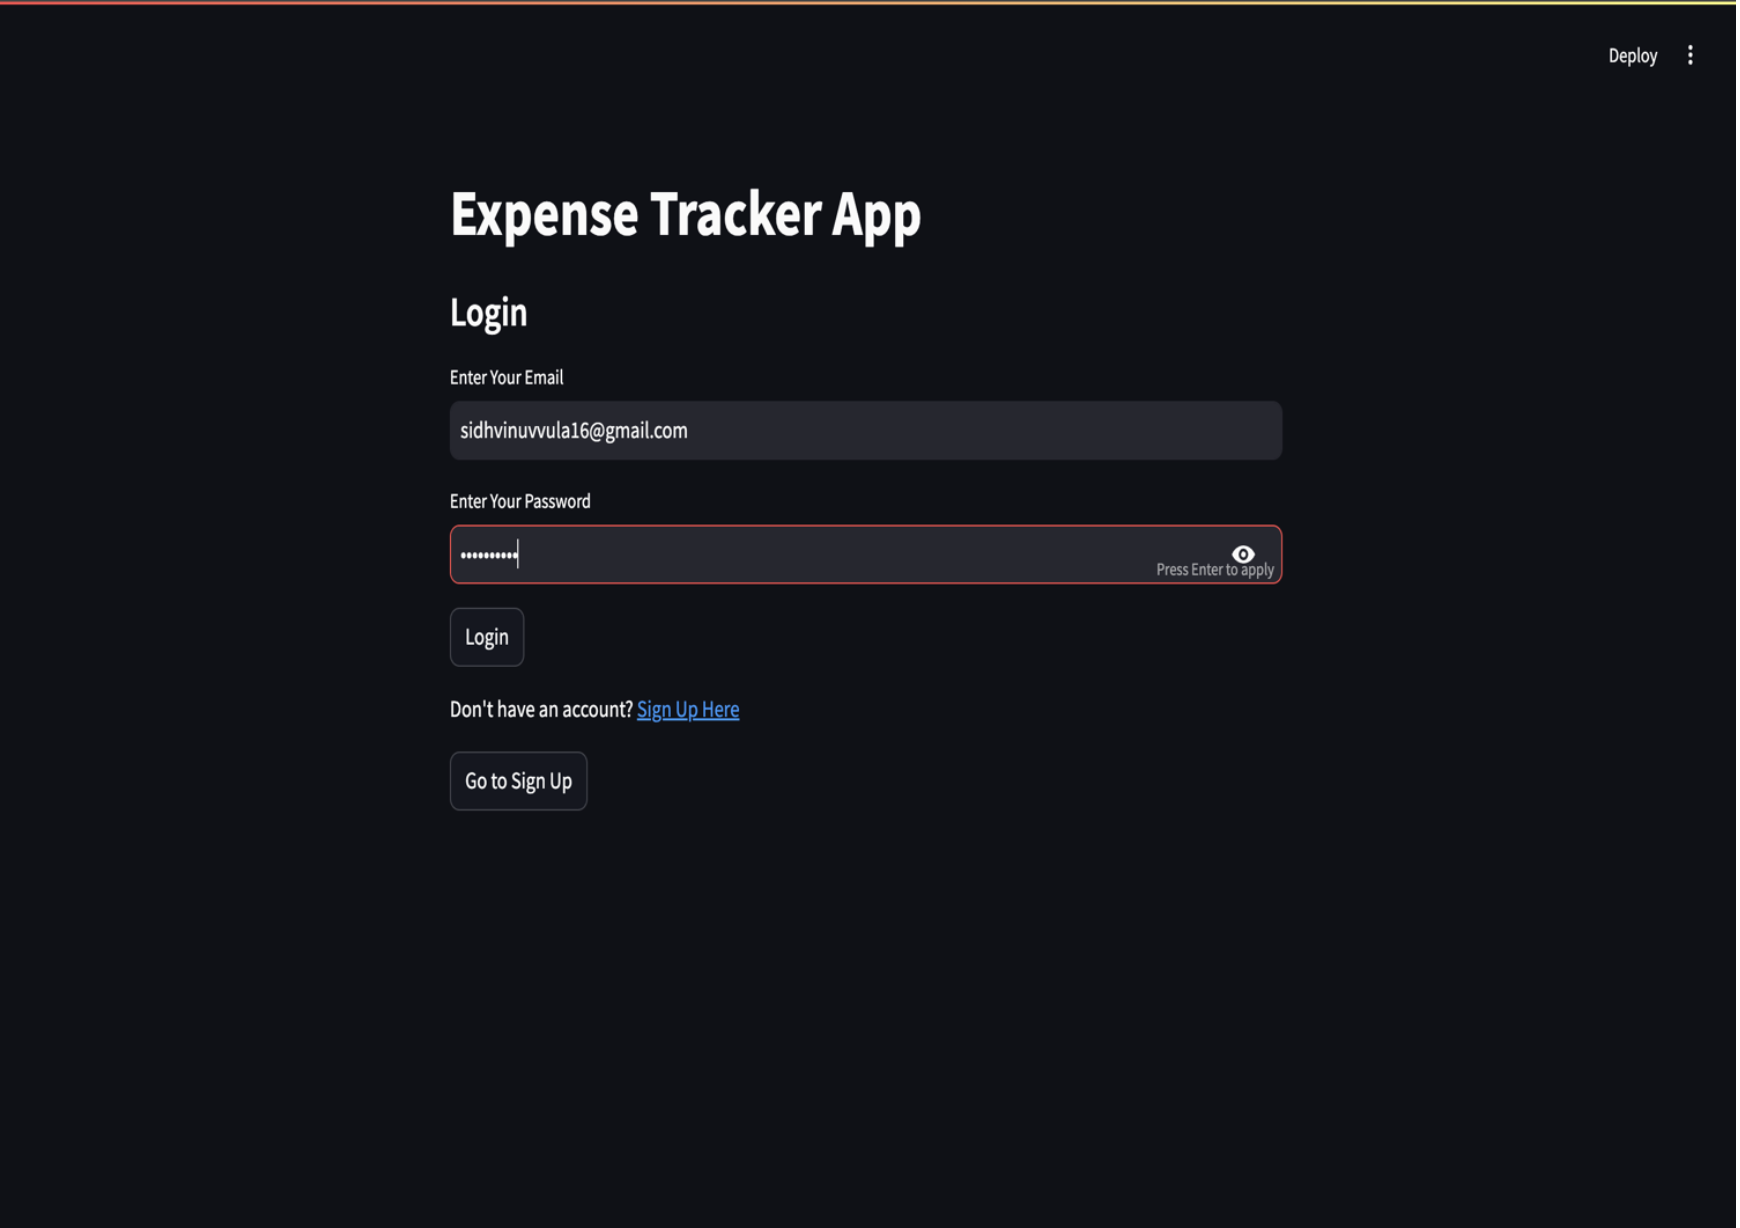 Deploy
Expense Tracker App
Login
Enter Your Email
sidhvinuvvula16@gmail.com
Enter Your Password
••••••••••
Press Enter to apply
Login
Don't have an account? Sign Up Here
Go to Sign Up